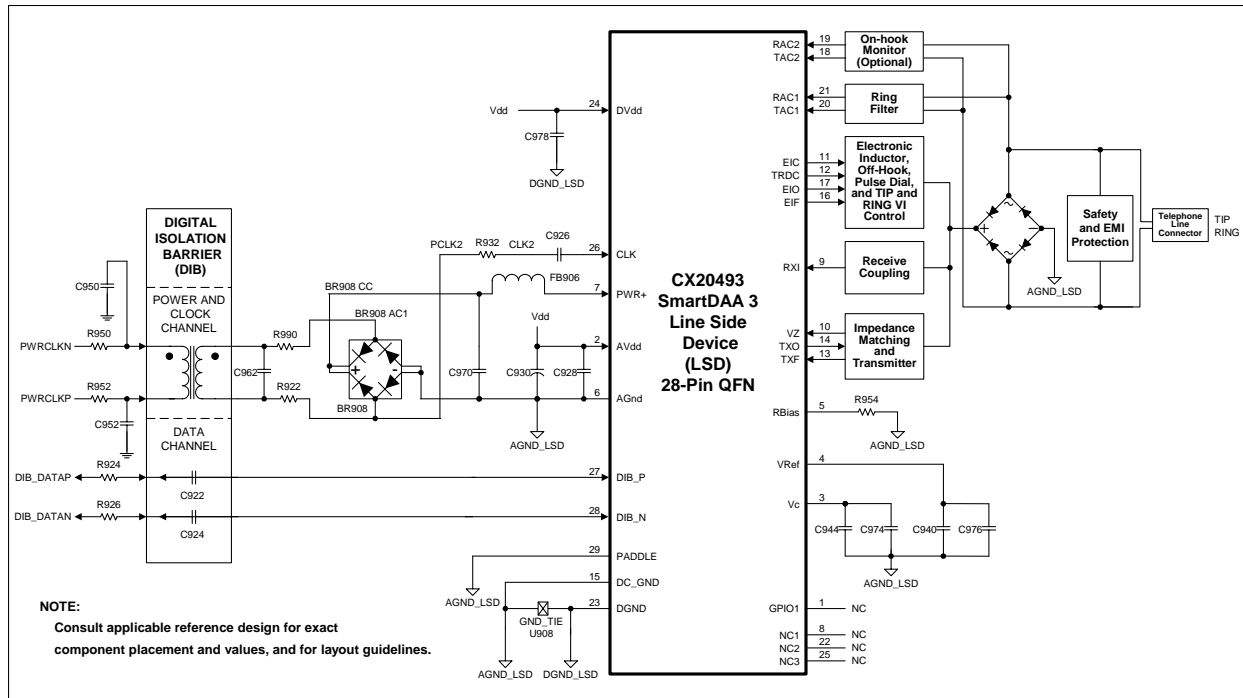 RAC2
19
TAC2
18
On-hook
Monitor
(Optional)
RAC1
21
TAC1
20
Ring
Filter
Vdd
24
DVdd
C978
DGND_LSD
EIC
11
TRDC
12
EIO
17
EIF
16
Electronic
Inductor,
Off-Hook,
Pulse Dial,
and TIP and
RING VI
Control
~
+
-
~
AGND_LSD
Safety
and EMI
Protection
Telephone
Line
Connector
TIP
RING
DIGITAL
ISOLATION
BARRIER
(DIB)
POWER AND
CLOCK
CHANNEL
DATA
CHANNEL
PCLK2
R932
CLK2
C926
26
CLK
FB906
7
PWR+
CX20493
SmartDAA 3
Line Side
Device
(LSD)
28-Pin QFN
RXI
9
Receive
Coupling
C950
BR908 CC
BR908 AC1
Vdd
R950
R990
PWRCLKN
2
AVdd
VZ
10
TXO
14
TXF
13
Impedance
Matching
and
Transmitter
C962
+
-
C970
C930
C928
R952
R922
PWRCLKP
BR908
6
AGnd
C952
AGND_LSD
RBias
5
R954
AGND_LSD
VRef
4
R924
DIB_DATAP
C922
27
DIB_P
Vc
3
R926
DIB_DATAN
C924
28
DIB_N
C944
C974
C940
C976
AGND_LSD
29
PADDLE
AGND_LSD
15
DC_GND
23
DGND
GND_TIE
U908
AGND_LSD
DGND_LSD
GPIO1
1
NC
NC1
8
NC
NC2
22
NC
NC3
25
NC
NOTE:
Consult applicable reference design for exact
component placement and values, and for layout guidelines.